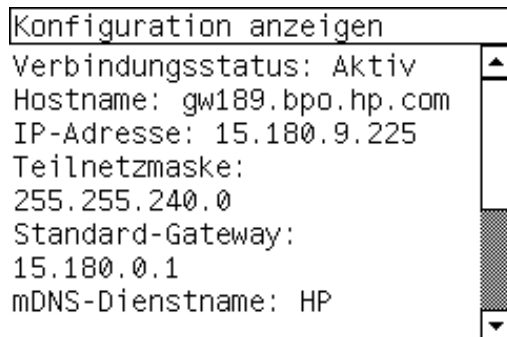 Konfiguration anzeigen
Verbindungsstatus: Aktiv
Hostname: gw189.bpo.hp.com
IP-Adresse: 15.180.9.225
Teilnetzmaske:
255.255.240.0
Standard-Gateway:
15.180.0.1
mDNS-Dienstname: HP